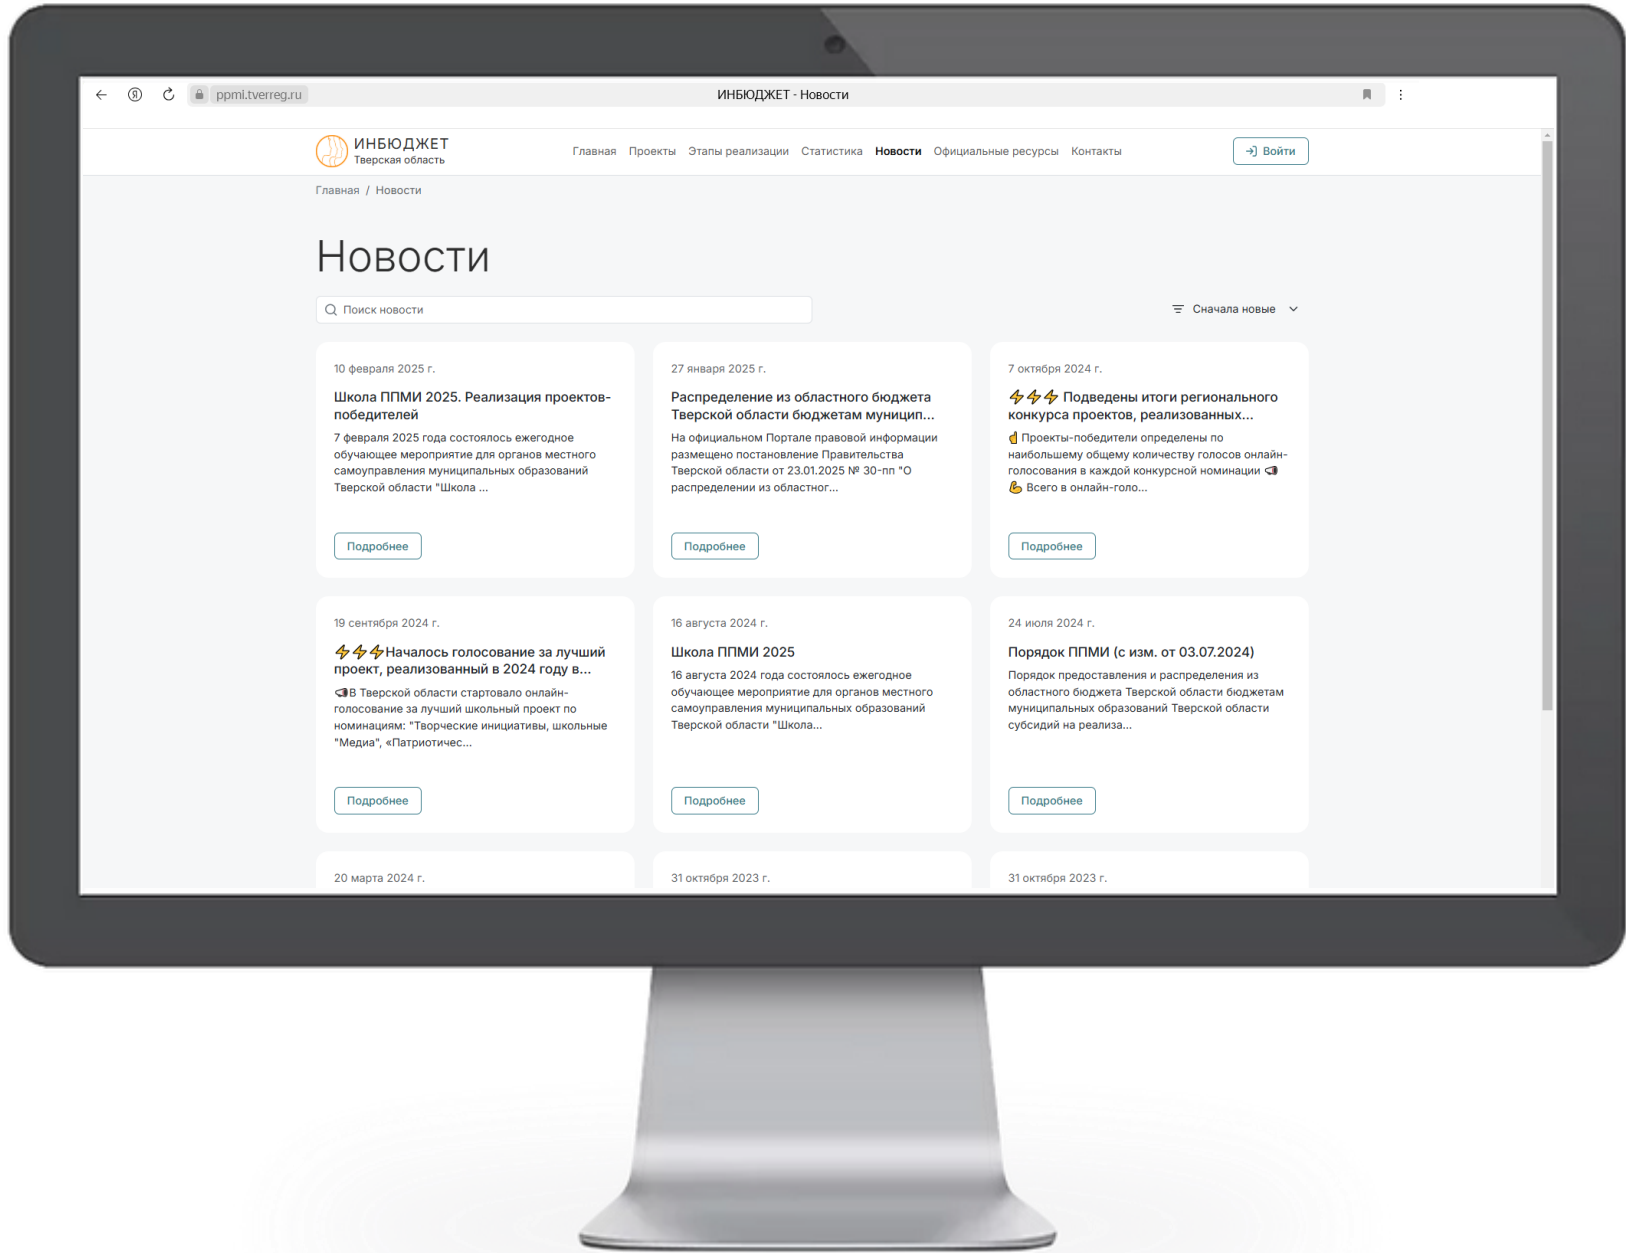 ppmi.tverreg.ru
ИНБЮДЖЕТ - Новости
ИНБЮДЖЕТ
Тверская область
Главная Проекты Этапы реализации Статистика Новости Официальные ресурсы Контакты
Войти
Главная / Новости
Новости
Поиск новости
Сначала новые
10 февраля 2025 г.
Школа ППМИ 2025. Реализация проектов-
победителей
7 февраля 2025 года состоялось ежегодное
обучающее мероприятие для органов местного
самоуправления муниципальных образований
Тверской области "Школа ...
Подробнее
27 января 2025 г.
Распределение из областного бюджета
Тверской области бюджетам муницип...
На официальном Портале правовой информации
размещено постановление Правительства
Тверской области от 23.01.2025 № 30-пп "О
распределении из областног...
Подробнее
7 октября 2024 г.
⚡⚡⚡ Подведены итоги регионального
конкурса проектов, реализованных...
☝ Проекты-победители определены по
наибольшему общему количеству голосов онлайн-
голосования в каждой конкурсной номинации 📢
💪 Всего в онлайн-голо...
Подробнее
19 сентября 2024 г.
⚡⚡⚡Началось голосование за лучший
проект, реализованный в 2024 году в...
📢В Тверской области стартовало онлайн-
голосование за лучший школьный проект по
номинациям: "Творческие инициативы, школьные
"Медиа", «Патриотичес...
Подробнее
16 августа 2024 г.
Школа ППМИ 2025
16 августа 2024 года состоялось ежегодное
обучающее мероприятие для органов местного
самоуправления муниципальных образований
Тверской области "Школа...
Подробнее
24 июля 2024 г.
Порядок ППМИ (с изм. от 03.07.2024)
Порядок предоставления и распределения из
областного бюджета Тверской области бюджетам
муниципальных образований Тверской области
субсидий на реализа...
Подробнее
20 марта 2024 г.
31 октября 2023 г.
31 октября 2023 г.